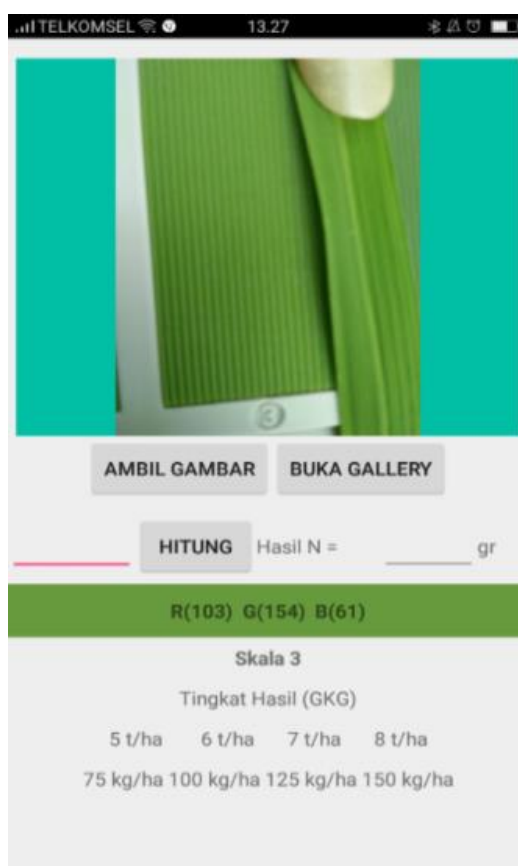 TELKOMSEL 13.27
3
AMBIL GAMBAR BUKA GALLERY
HITUNG Hasil N = gr
R(103) G(154) B(61)
Skala 3
Tingkat Hasil (GKG)
5 t/ha 6 t/ha 7 t/ha 8 t/ha
75 kg/ha 100 kg/ha 125 kg/ha 150 kg/ha